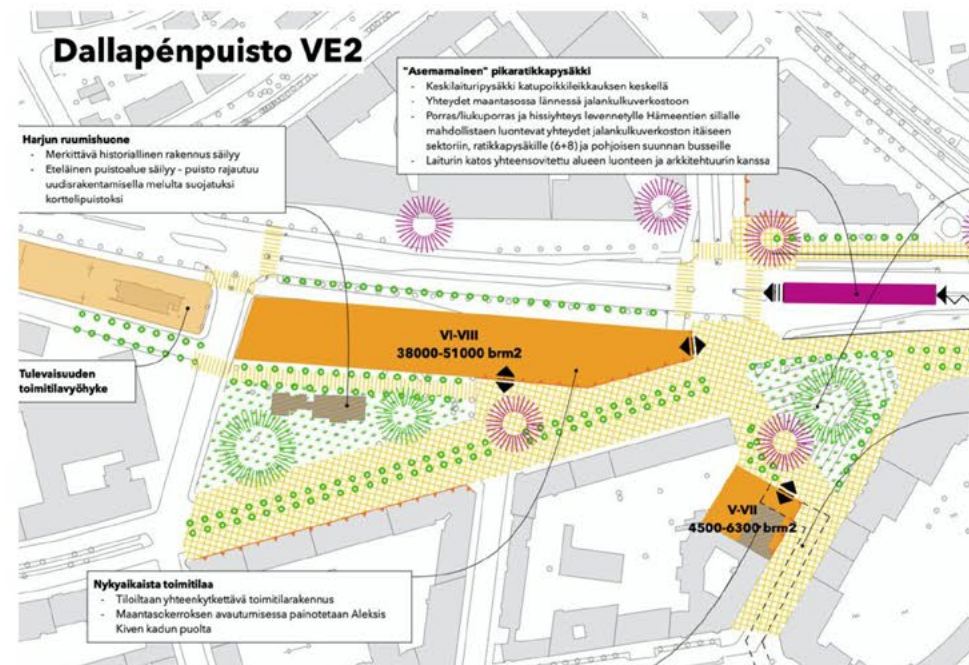 Dallapénpuisto VE2
"Asemamainen" pikaratikkapysäkki
- Keskilaituripysäkki katupoikkileikkauksen keskellä
- Yhteydet maantasossa lännessä jalankulkuverkostoon
- Porras/liukuporras ja hissiyhteys levennetylle Hämeentien sillalle
mahdollistaen luontevat yhteydet jalankulkuverkoston itäiseen
sektoriin, ratikkapysäkille (6+8) ja pohjoisen suunnan busseille
- Laiturin katos yhteensovitettu alueen luonteen ja arkkitehtuurin kanssa
Harjun ruumishuone
- Merkittävä historiallinen rakennus säilyy
- Eteläinen puistoalue säilyy – puisto rajautuu
uudisrakentamisella melulta suojatuksi
korttelipuistoksi
VI-VIII
38000-51000 brm2
Tulevaisuuden
toimitilavyöhyke
V-VII
4500-6300 brm2
Nykyaikaista toimitilaa
- Tiloiltaan yhteenkytkettävä toimitilarakennus
- Maantasokerroksen avautumisessa painotetaan Aleksis
Kiven kadun puolta